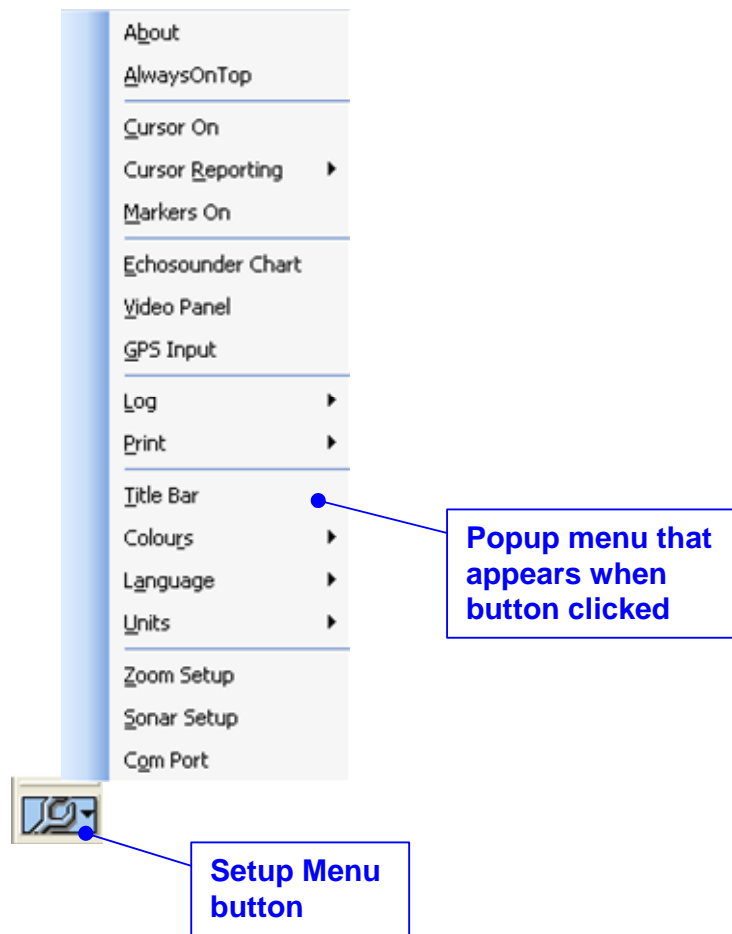 About
AlwaysOnTop
Cursor On
Cursor Reporting
Markers On
Echosounder Chart
Video Panel
GPS Input
Log
Print
Title Bar
Colours
Language
Units
Zoom Setup
Sonar Setup
Com Port
Popup menu that
appears when
button clicked
Setup Menu
button